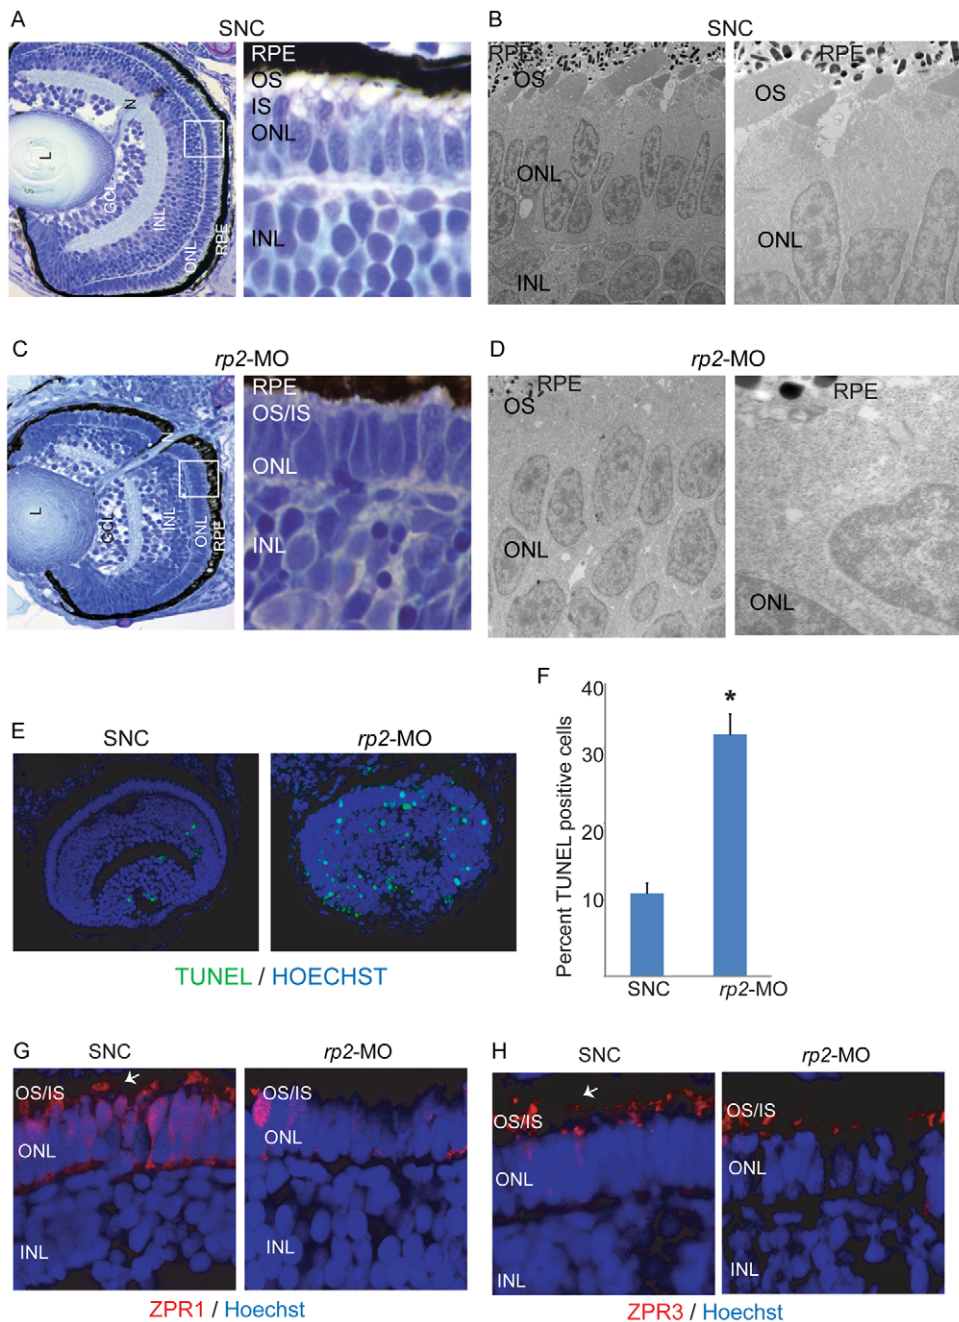 A
SNC
RPE
OS
IS
ONL
INL
L
N
GCL
INL
ONL
RPE
B
SNC
RPE
OS
ONL
INL
RPE
OS
ONL
C
rp2-MO
RPE
OS/IS
ONL
INL
L
N
GCL
INL
ONL
RPE
D
rp2-MO
RPE
OS
ONL
RPE
ONL
E
SNC
rp2-MO
TUNEL / HOECHST
F
Percent TUNEL positive cells
40
30
20
10
*
SNC
rp2-MO
G
SNC
rp2-MO
OS/IS
ONL
INL
OS/IS
ONL
INL
ZPR1 / Hoechst
H
SNC
rp2-MO
OS/IS
ONL
INL
OS/IS
ONL
INL
ZPR3 / Hoechst